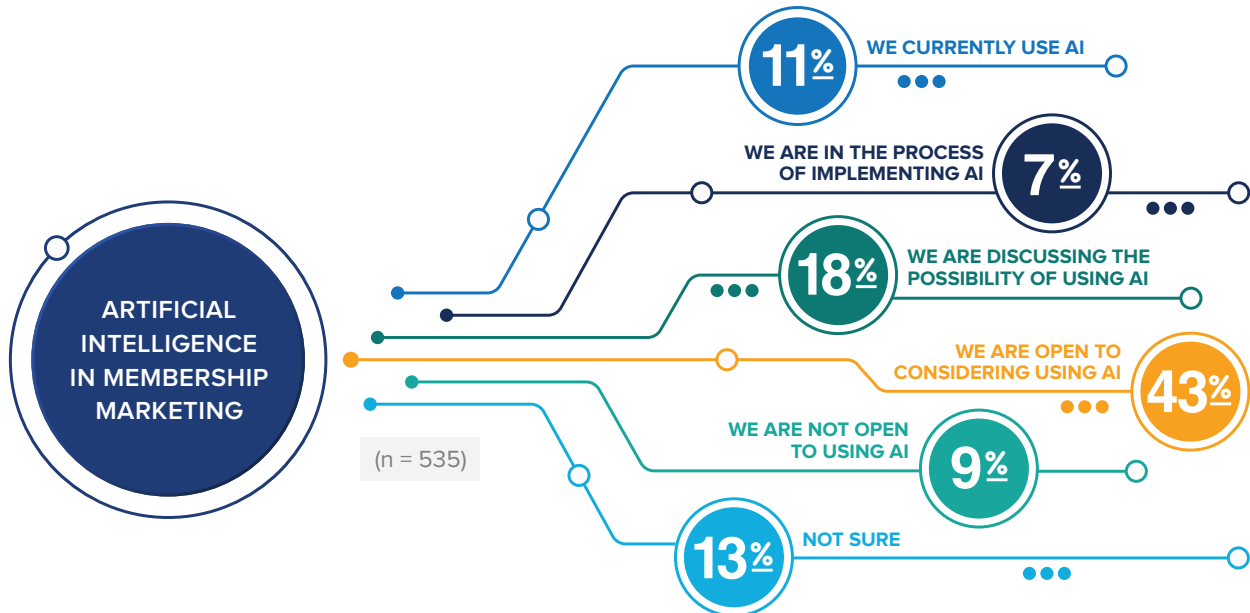 ARTIFICIAL
INTELLIGENCE
IN MEMBERSHIP
MARKETING
(n = 535)
11%
WE CURRENTLY USE AI
WE ARE IN THE PROCESS
OF IMPLEMENTING AI
7%
18%
WE ARE DISCUSSING THE
POSSIBILITY OF USING AI
WE ARE OPEN TO
CONSIDERING USING AI
43%
WE ARE NOT OPEN
TO USING AI
9%
13%
NOT SURE